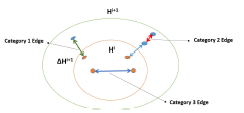 H^{i+1}
Category 1 Edge
Category 2 Edge
ΔH^{i+1}
H^i
Category 3 Edge